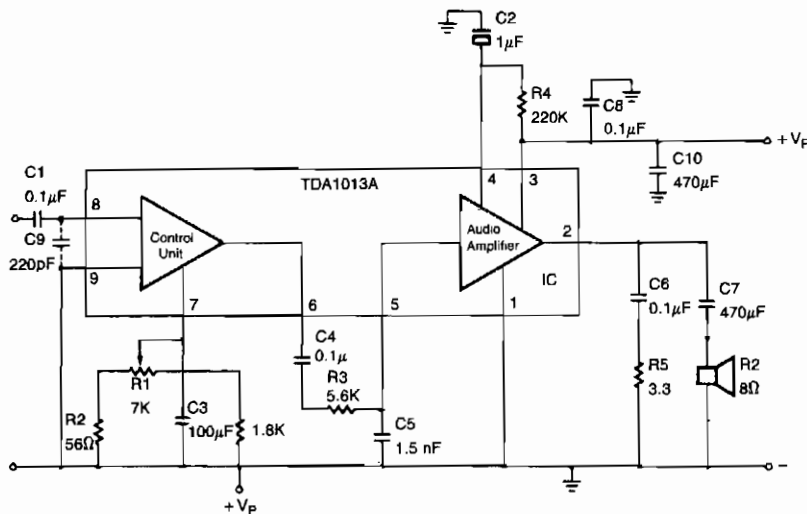 C2
1µF
R4
220K
C8
0.1µF
+VP
C10
470µF
TDA1013A
4
3
C1
0.1µF
8
C9
220pF
9
Control
Unit
Audio
Amplifier
2
IC
7
6
5
1
C6
0.1µF
C7
470µF
C4
0.1µ
R3
5.6K
R1
7K
R2
56Ω
C3
100µF
1.8K
C5
1.5 nF
R5
3.3
R2
8Ω
−
+VP